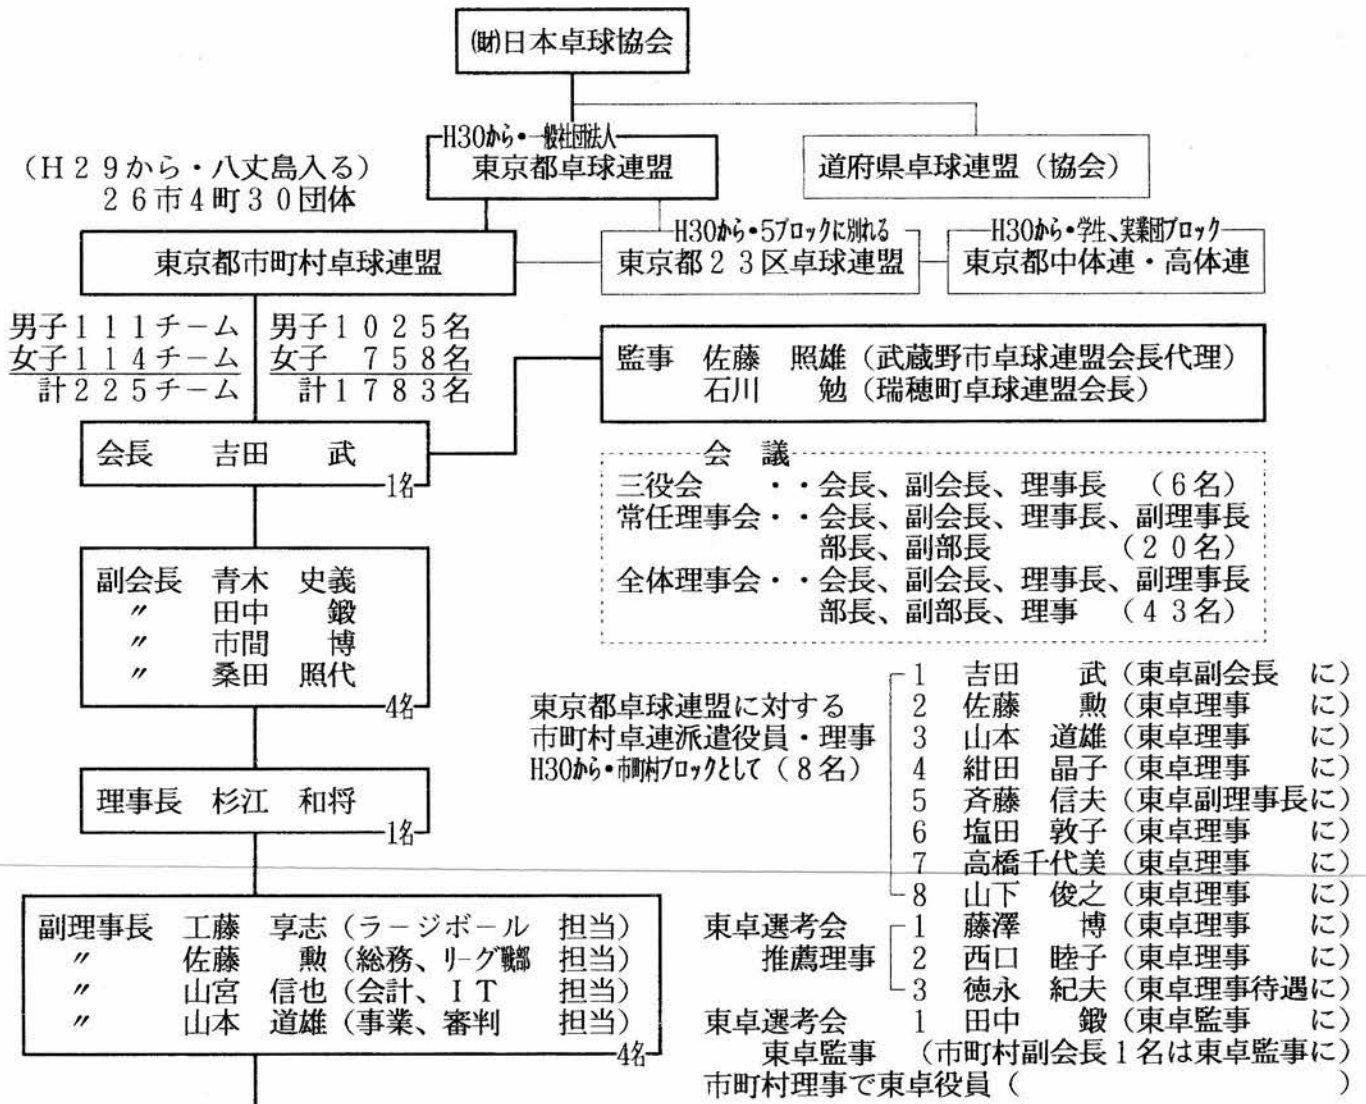 (財)日本卓球協会
H30から・一般社団法人
東京都卓球連盟
道府県卓球連盟（協会）
（H29から・八丈島入る）
26市4町30団体
東京都市町村卓球連盟
H30から・5ブロックに別れる
東京都23区卓球連盟
H30から・学生、実業団ブロック
東京都中体連・高体連
男子111チーム 男子1025名
女子114チーム 女子 758名
計225チーム 計1783名
監事 佐藤 照雄（武蔵野市卓球連盟会長代理）
石川 勉（瑞穂町卓球連盟会長）
会長 吉田 武
1名
会 議
三役会 ・・会長、副会長、理事長 （6名）
常任理事会・・会長、副会長、理事長、副理事長
部長、副部長 （20名）
全体理事会・・会長、副会長、理事長、副理事長
部長、副部長、理事 （43名）
副会長 青木 史義
〃 田中 鍛
〃 市間 博
〃 桑田 照代
4名
理事長 杉江 和将
1名
東京都卓球連盟に対する
市町村卓連派遣役員・理事
H30から・市町村ブロックとして（8名）
1 吉田 武（東卓副会長 に）
2 佐藤 勲（東卓理事 に）
3 山本 道雄（東卓理事 に）
4 紺田 晶子（東卓理事 に）
5 斉藤 信夫（東卓副理事長に）
6 塩田 敦子（東卓理事 に）
7 高橋千代美（東卓理事 に）
8 山下 俊之（東卓理事 に）
副理事長 工藤 享志（ラージボール 担当）
〃 佐藤 勲（総務、リーグ戦部 担当）
〃 山宮 信也（会計、IT 担当）
〃 山本 道雄（事業、審判 担当）
4名
東卓選考会 1 藤澤 博（東卓理事 に）
推薦理事 2 西口 睦子（東卓理事 に）
3 徳永 紀夫（東卓理事待遇に）
東卓選考会 1 田中 鍛（東卓監事 に）
東卓監事 （市町村副会長1名は東卓監事に）
市町村理事で東卓役員（ ）